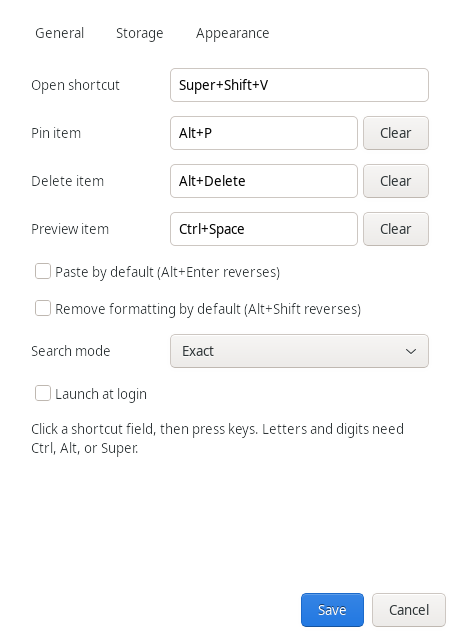 General Storage Appearance
Open shortcut Super+Shift+V
Pin item Alt+P Clear
Delete item Alt+Delete Clear
Preview item Ctrl+Space Clear
Paste by default (Alt+Enter reverses)
Remove formatting by default (Alt+Shift reverses)
Search mode Exact
Launch at login
Click a shortcut field, then press keys. Letters and digits need
Ctrl, Alt, or Super.
Save Cancel